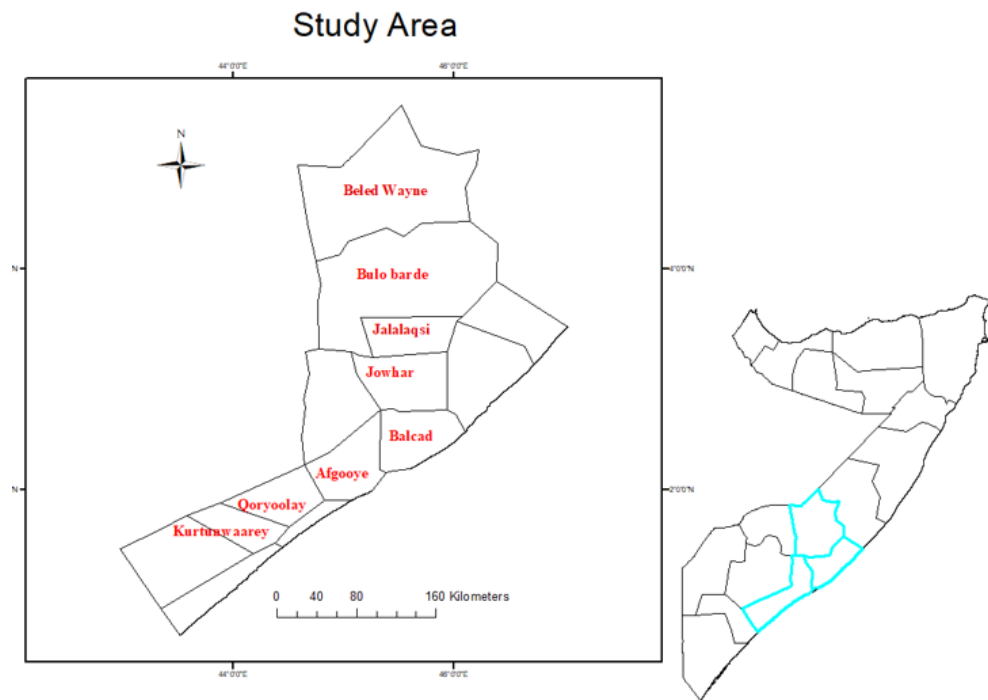 Study Area
44°0'0"E
46°0'0"E
N
Beled Wayne
Bulo barde
N
4°0'0"N
Jalalaqsi
Jowhar
Balcad
Afgooye
N
2°0'0"N
Qoryoolay
Kurtunwaarey
0 40 80 160 Kilometers
44°0'0"E
46°0'0"E